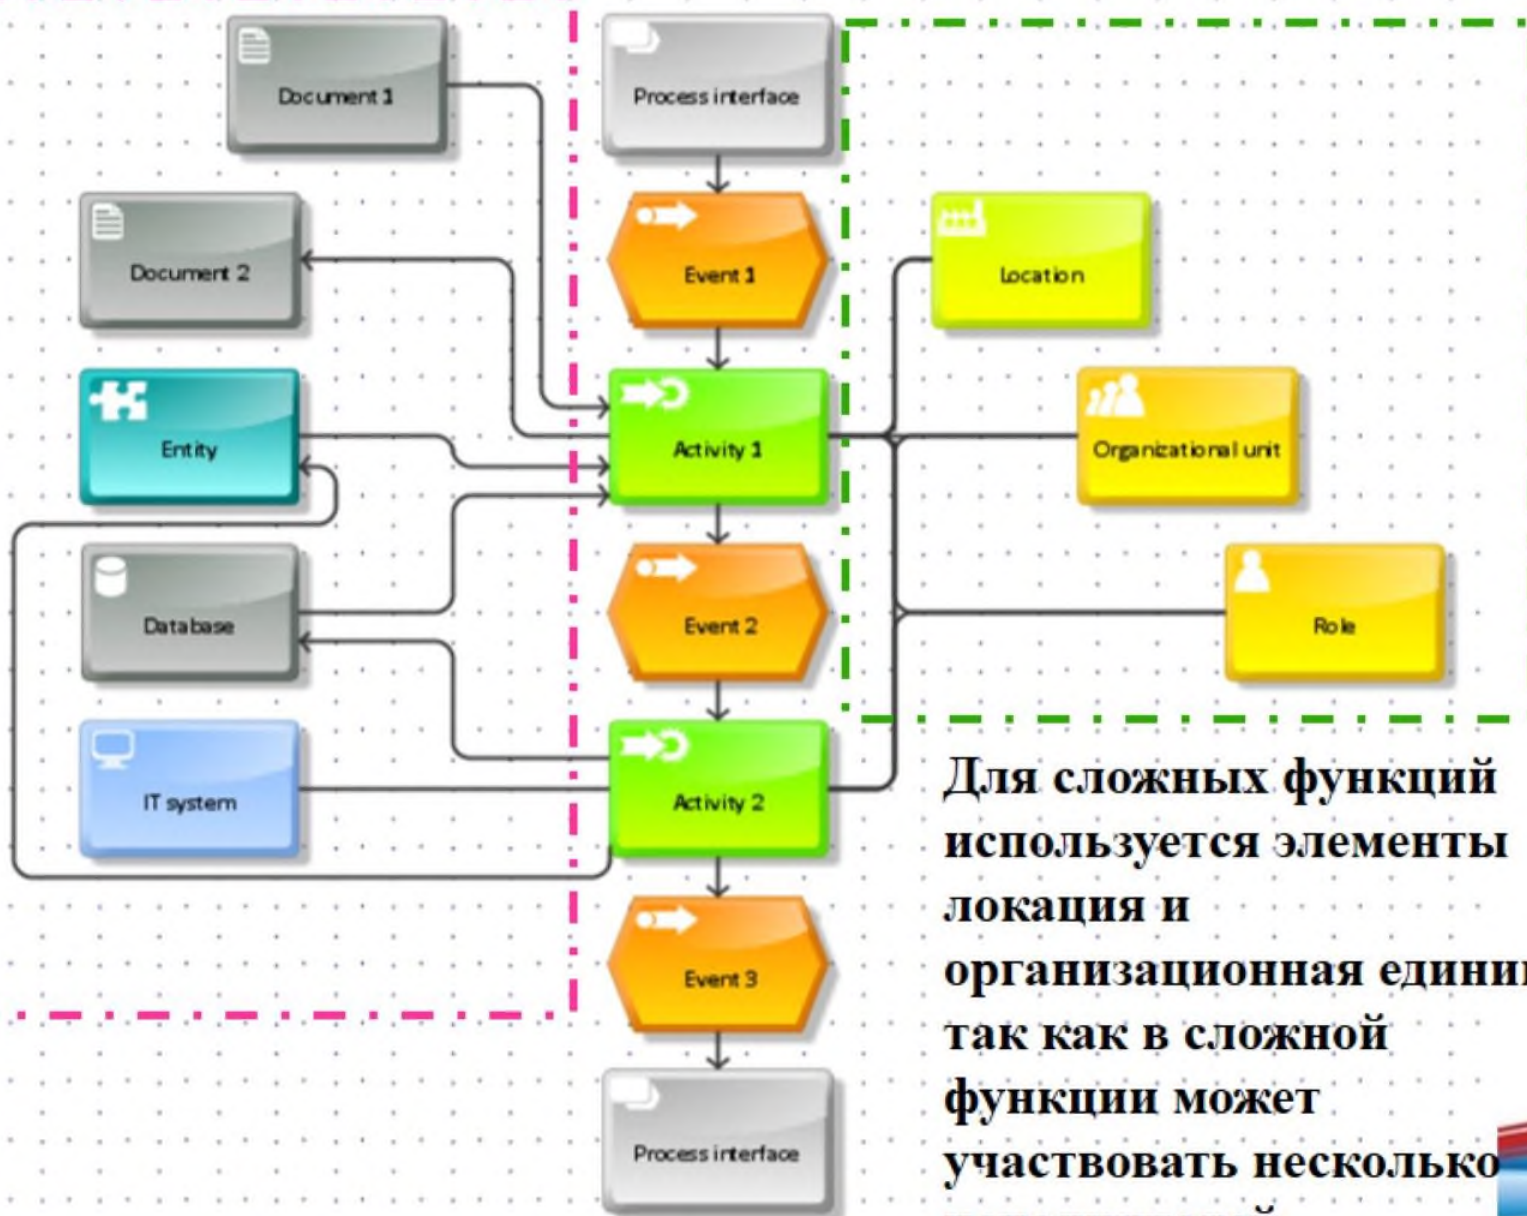 Document 1
Process interface
Document 2
Event 1
Location
Entity
Activity 1
Organizational unit
Database
Event 2
Role
IT system
Activity 2
Для сложных функций
используется элементы
локация и
организационная
Event 3
так как в сложной
функции может
Process interface
участвовать несколько